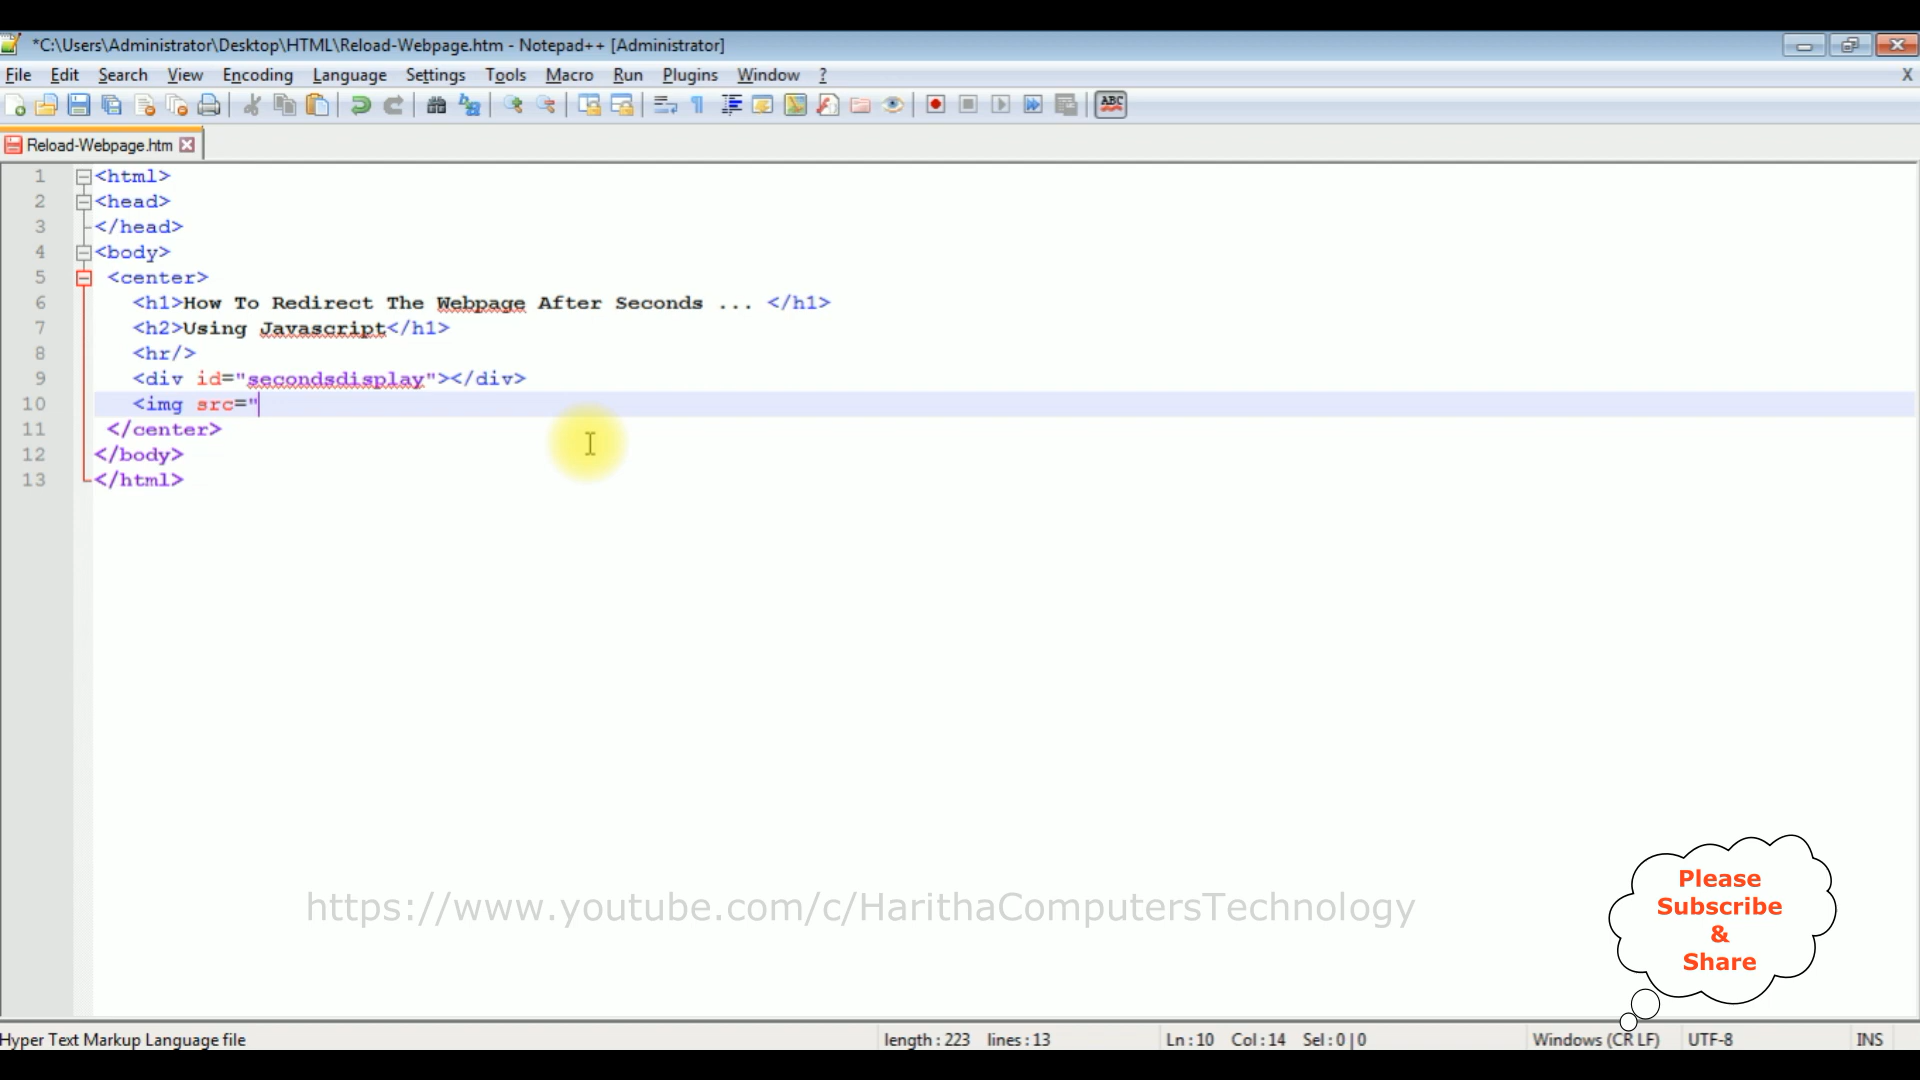 *C:\Users\Administrator\Desktop\HTML\Reload-Webpage.htm - Notepad++ [Administrator]
File Edit Search View Encoding Language Settings Tools Macro Run Plugins Window ? X
ABC
Reload-Webpage.htm
1 <html>
2 <head>
3 </head>
4 <body>
5 <center>
6 <h1>How To Redirect The Webpage After Seconds ... </h1>
7 <h2>Using Javascript</h1>
8 <hr/>
9 <div id="secondsdisplay"></div>
10 <img src="
11 </center>
12 </body>
13 </html>
https://www.youtube.com/c/HarithaComputersTechnology
Please
Subscribe
&
Share
Hyper Text Markup Language file length : 223 lines : 13 Ln : 10 Col : 14 Sel : 0 | 0 Windows (CR LF) UTF-8 INS